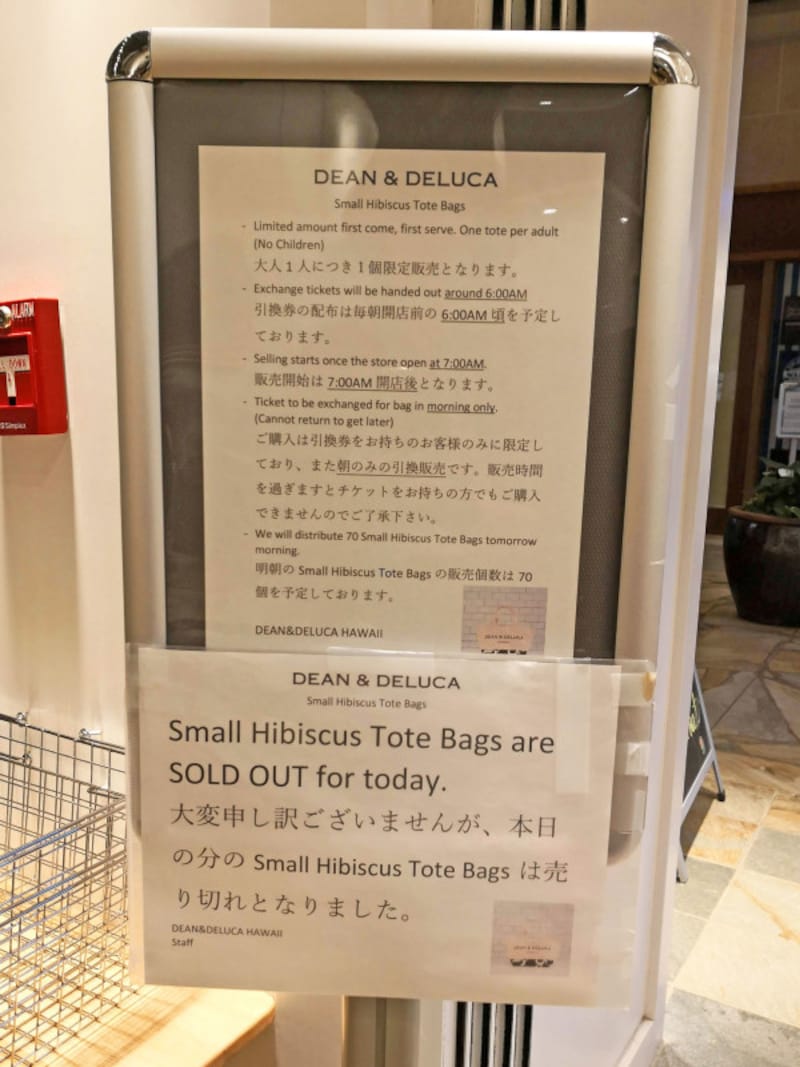 DEAN & DELUCA
Small Hibiscus Tote Bags
- Limited amount first come, first serve. One tote per adult
(No Children)
大人1人につき1個限定販売となります。
- Exchange tickets will be handed out around 6:00AM
引換券の配布は毎朝開店前の 6:00AM 頃を予定し
ております。
- Selling starts once the store open at 7:00AM.
販売開始は 7:00AM 開店後となります。
- Ticket to be exchanged for bag in morning only.
(Cannot return to get later)
ご購入は引換券をお持ちのお客様のみに限定し
ており、また朝のみの引換販売です。販売時間
を過ぎますとチケットをお持ちの方でもご購入
できませんのでご了承下さい。
- We will distribute 70 Small Hibiscus Tote Bags tomorrow
morning.
明朝の Small Hibiscus Tote Bags の販売個数は 70
個を予定しております。
DEAN&DELUCA HAWAII
DEAN & DELUCA
DEAN & DELUCA
Small Hibiscus Tote Bags
Small Hibiscus Tote Bags are
SOLD OUT for today.
大変申し訳ございませんが、本日
の分の Small Hibiscus Tote Bags は売
り切れとなりました。
DEAN&DELUCA HAWAII
Staff
DEAN & DELUCA
ALARM
DOWN
Simplex